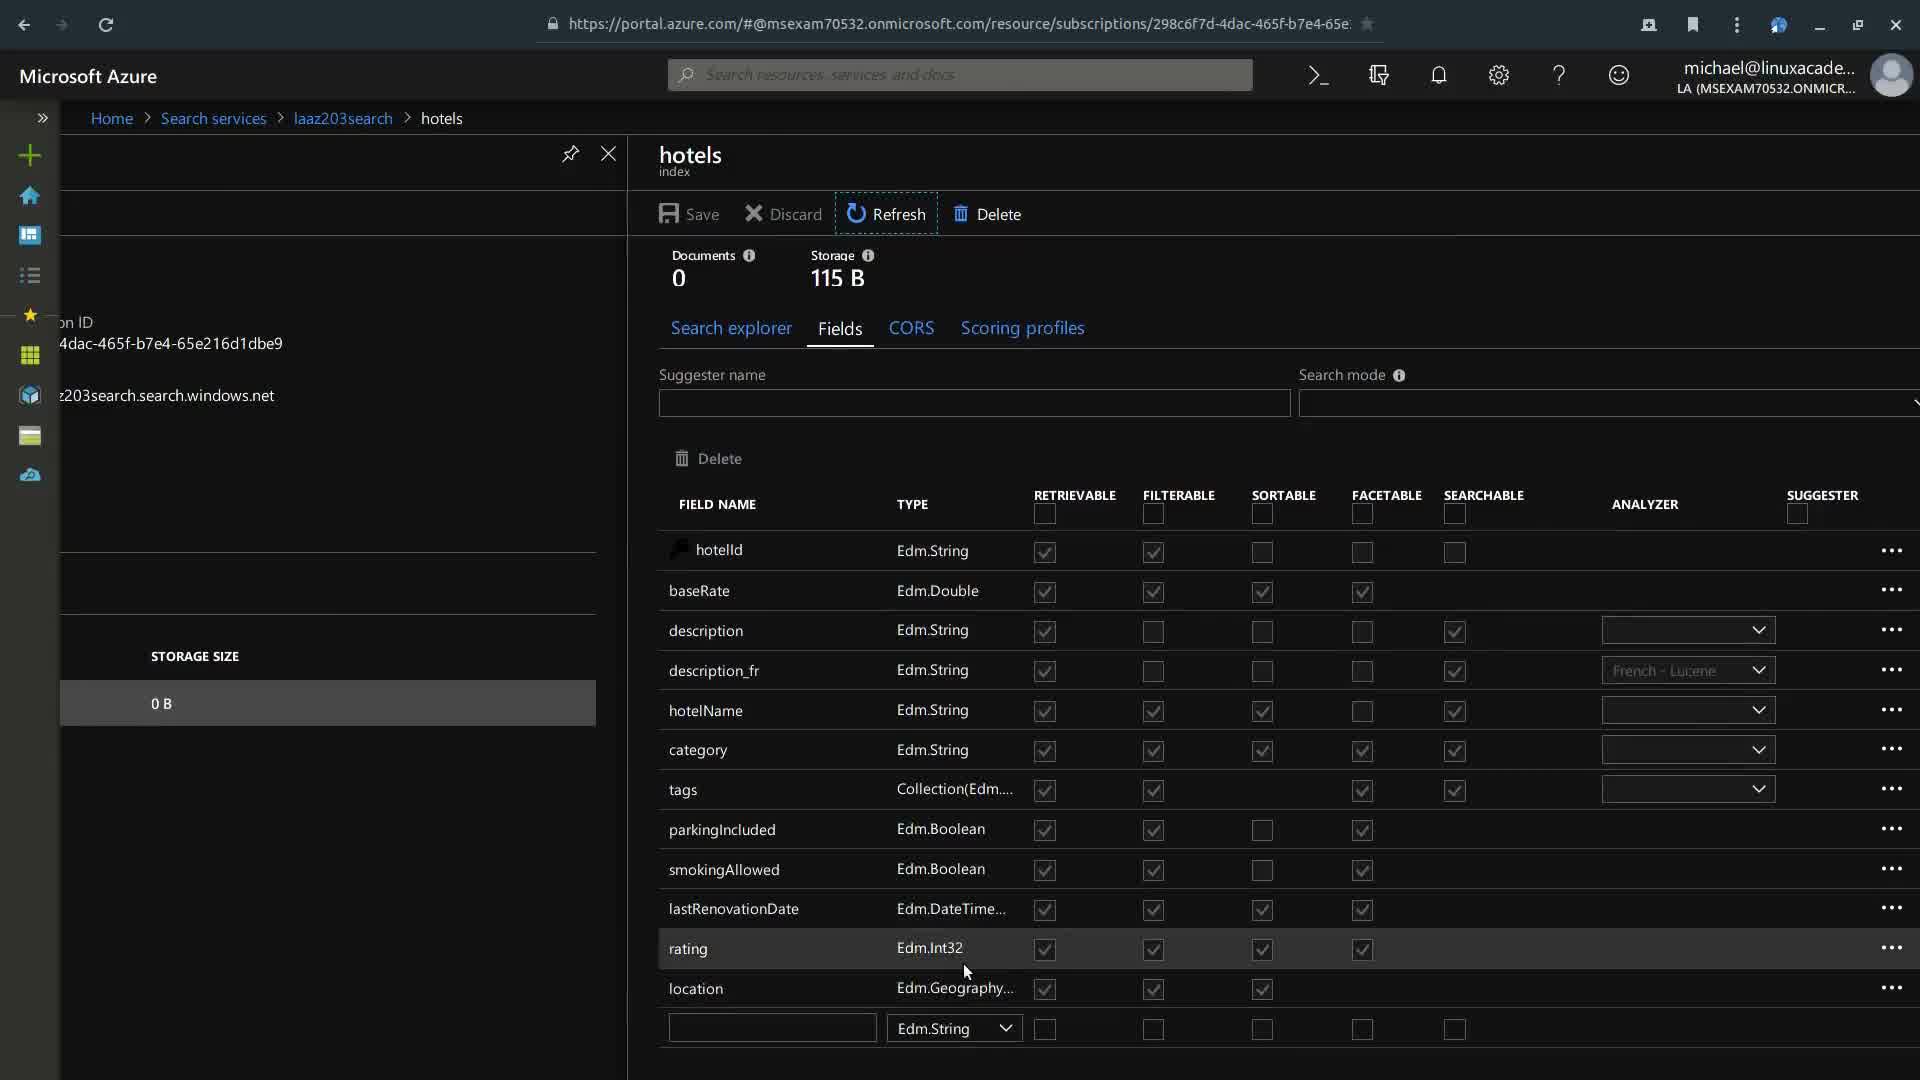 https://portal.azure.com/#@msexam70532.onmicrosoft.com/resource/subscriptions/298c6f7d-4dac-465f-b7e4-65e
Microsoft Azure
Search resources, services, and docs
michael@linuxacade...
LA (MSEXAM70532.ONMICR...
Home > Search services > laaz203search > hotels
hotels
index
Save
Discard
Refresh
Delete
Documents
Storage
0
115 B
on ID
4dac-465f-b7e4-65e216d1dbe9
z203search.search.windows.net
STORAGE SIZE
0 B
Search explorer
Fields
CORS
Scoring profiles
Suggester name
Search mode
Delete
FIELD NAME TYPE RETRIEVABLE FILTERABLE SORTABLE FACETABLE SEARCHABLE ANALYZER SUGGESTER
hotelId Edm.String
baseRate Edm.Double
description Edm.String
description_fr Edm.String French - Lucene
hotelName Edm.String
category Edm.String
tags Collection(Edm....
parkingIncluded Edm.Boolean
smokingAllowed Edm.Boolean
lastRenovationDate Edm.DateTime...
rating Edm.Int32
location Edm.Geography...
Edm.String